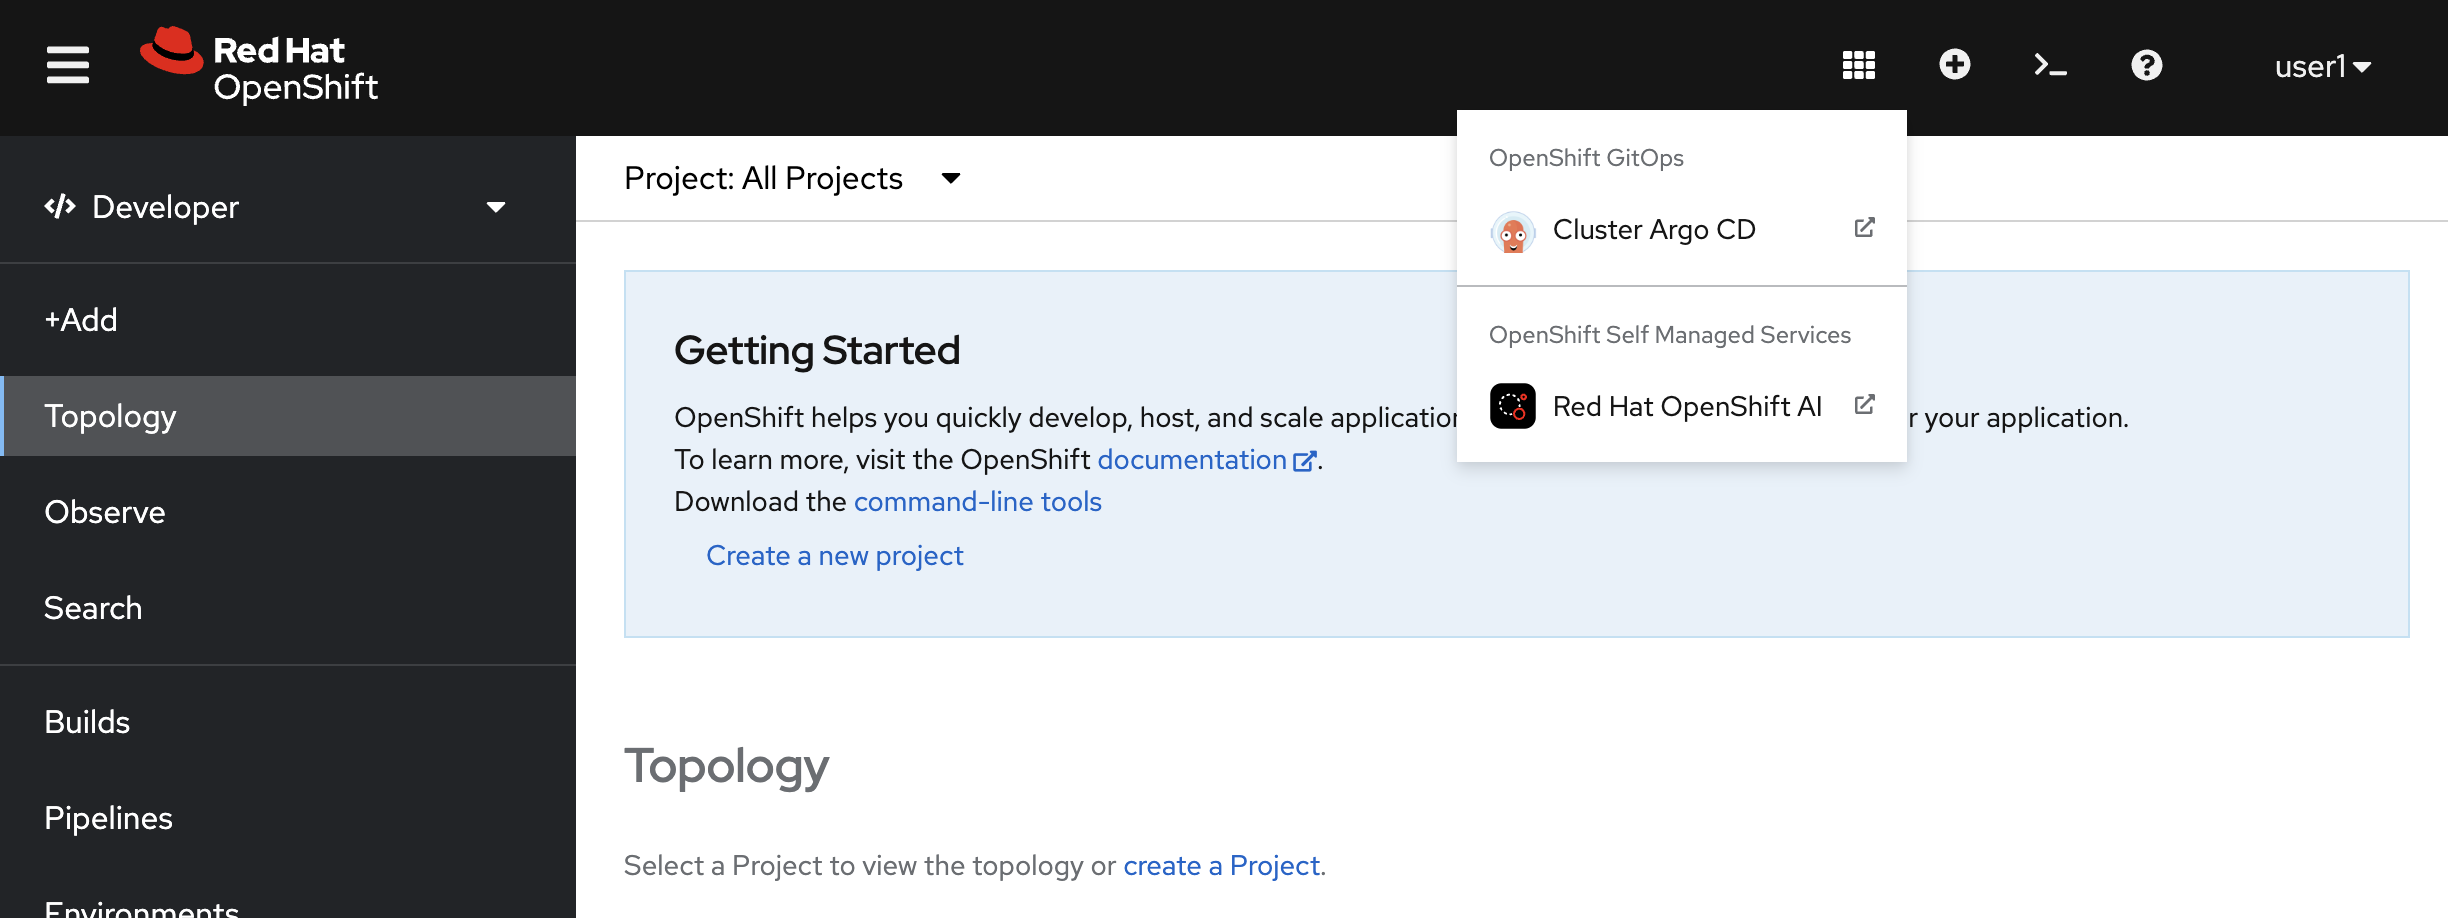 Red Hat
OpenShift
user1
Developer
+Add
Topology
Observe
Search
Builds
Pipelines
Environments
Project: All Projects
OpenShift GitOps
Cluster Argo CD
OpenShift Self Managed Services
Red Hat OpenShift AI
Getting Started
OpenShift helps you quickly develop, host, and scale application r your application.
To learn more, visit the OpenShift documentation.
Download the command-line tools
Create a new project
Topology
Select a Project to view the topology or create a Project.